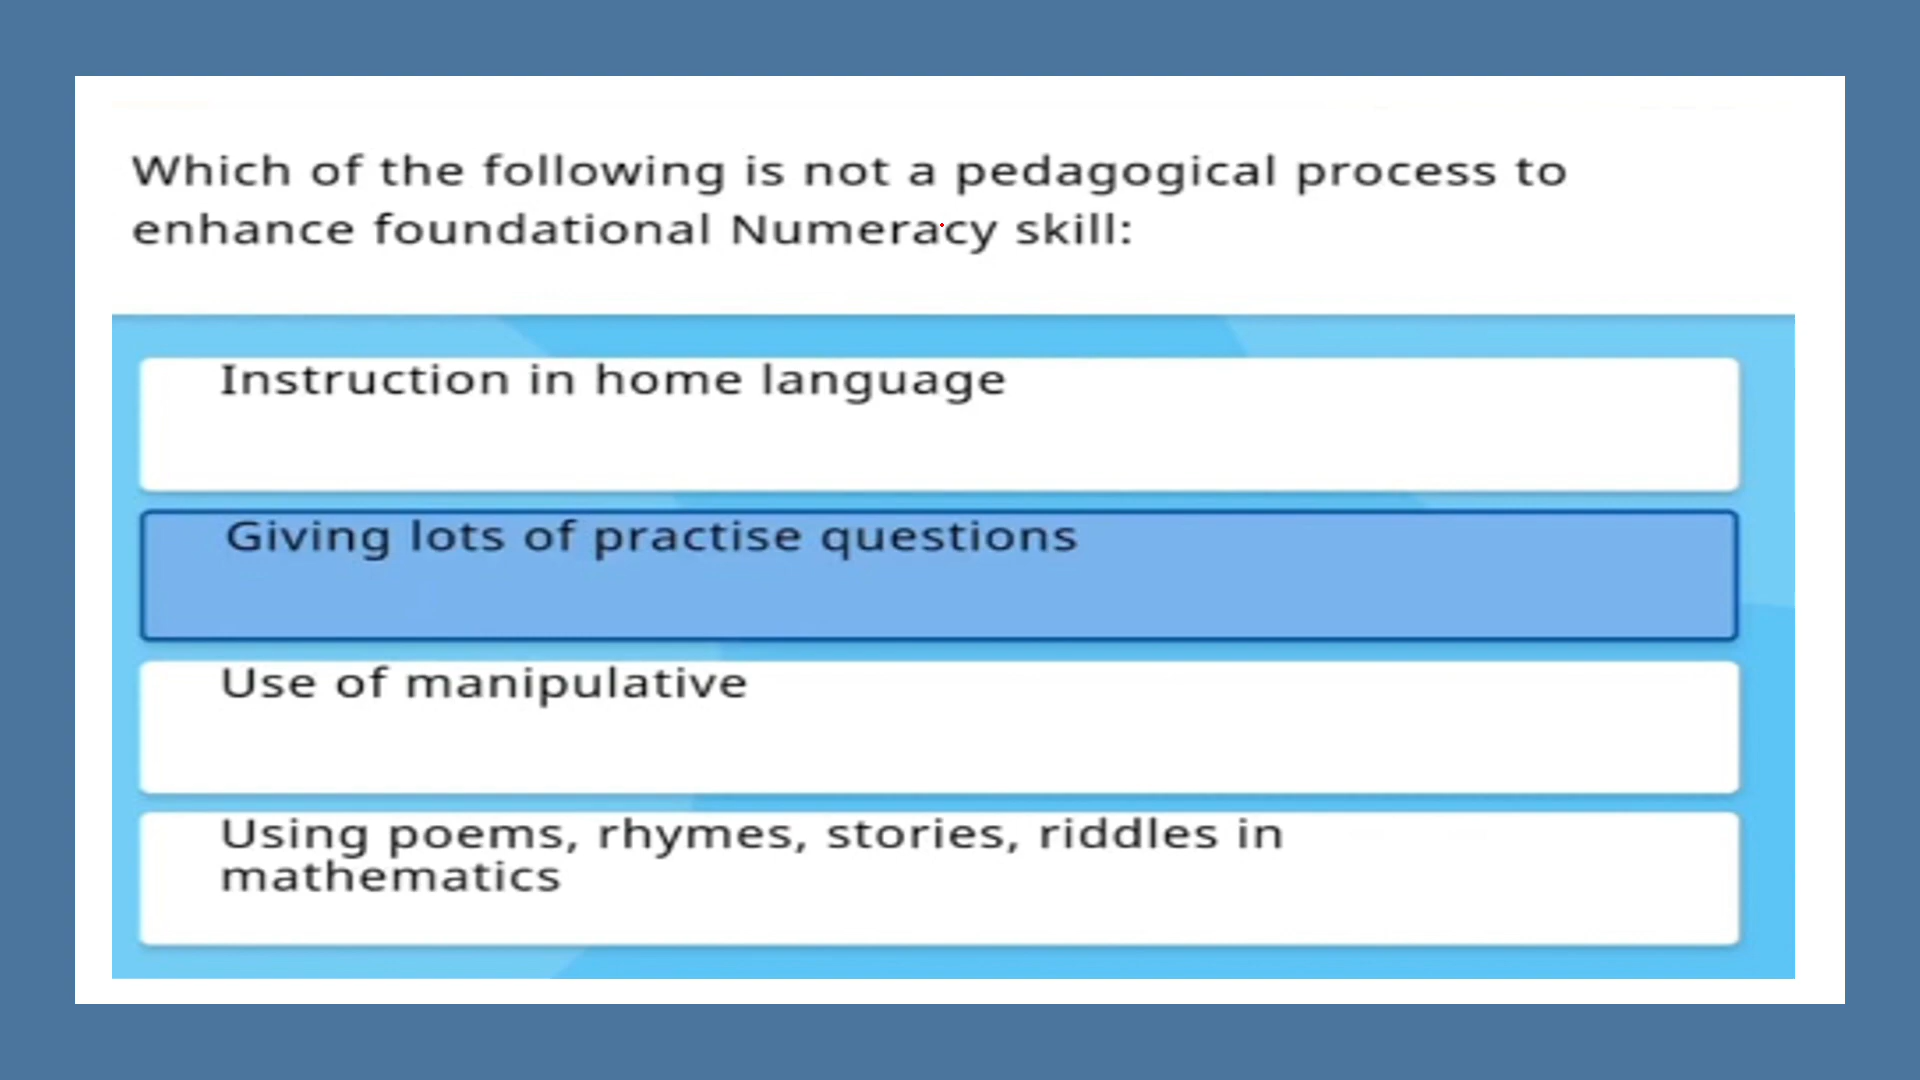 Which of the following is not a pedagogical process to
enhance foundational Numeracy skill:
Instruction in home language
Giving lots of practise questions
Use of manipulative
Using poems, rhymes, stories, riddles in
mathematics